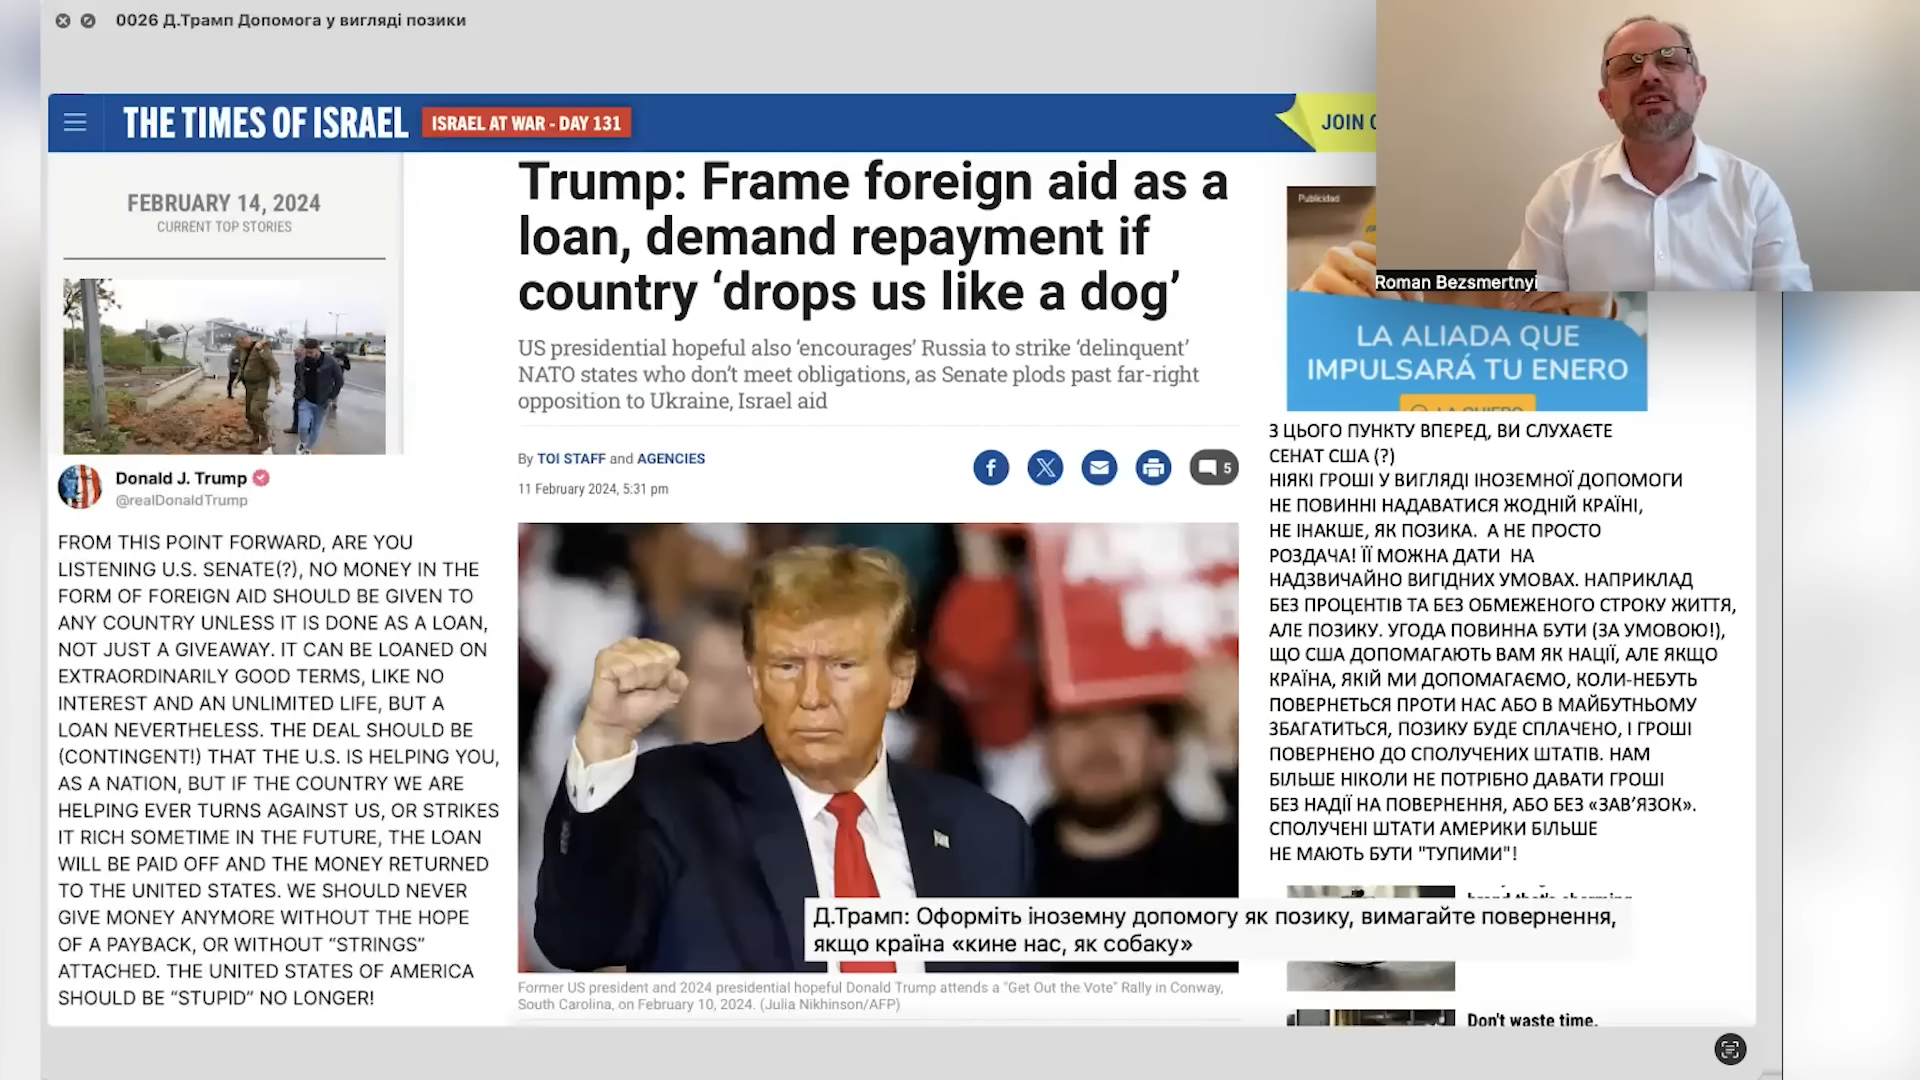 0026 Д.Трамп Допомога у вигляді позики
THE TIMES OF ISRAEL
ISRAEL AT WAR - DAY 131
JOIN
FEBRUARY 14, 2024
CURRENT TOP STORIES
Donald J. Trump
@realDonaldTrump
FROM THIS POINT FORWARD, ARE YOU
LISTENING U.S. SENATE(?), NO MONEY IN THE
FORM OF FOREIGN AID SHOULD BE GIVEN TO
ANY COUNTRY UNLESS IT IS DONE AS A LOAN,
NOT JUST A GIVEAWAY. IT CAN BE LOANED ON
EXTRAORDINARILY GOOD TERMS, LIKE NO
INTEREST AND AN UNLIMITED LIFE, BUT A
LOAN NEVERTHELESS. THE DEAL SHOULD BE
(CONTINGENT!) THAT THE U.S. IS HELPING YOU,
AS A NATION, BUT IF THE COUNTRY WE ARE
HELPING EVER TURNS AGAINST US, OR STRIKES
IT RICH SOMETIME IN THE FUTURE, THE LOAN
WILL BE PAID OFF AND THE MONEY RETURNED
TO THE UNITED STATES. WE SHOULD NEVER
GIVE MONEY ANYMORE WITHOUT THE HOPE
OF A PAYBACK, OR WITHOUT “STRINGS”
ATTACHED. THE UNITED STATES OF AMERICA
SHOULD BE “STUPID” NO LONGER!
Trump: Frame foreign aid as a
loan, demand repayment if
country ‘drops us like a dog’
US presidential hopeful also ‘encourages’ Russia to strike ‘delinquent’
NATO states who don’t meet obligations, as Senate plods past far-right
opposition to Ukraine, Israel aid
By TOI STAFF and AGENCIES
11 February 2024, 5:31 pm
5
Former US president and 2024 presidential hopeful Donald Trump attends a "Get Out the Vote" Rally in Conway,
South Carolina, on February 10, 2024. (Julia Nikhinson/AFP)
Roman Bezsmertnyi
Publicidad
LA ALIADA QUE
IMPULSARÁ TU ENERO
З ЦЬОГО ПУНКТУ ВПЕРЕД, ВИ СЛУХАЄТЕ
СЕНАТ США (?)
НІЯКІ ГРОШІ У ВИГЛЯДІ ІНОЗЕМНОЇ ДОПОМОГИ
НЕ ПОВИННІ НАДАВАТИСЯ ЖОДНІЙ КРАЇНІ,
НЕ ІНАКШЕ, ЯК ПОЗИКА. А НЕ ПРОСТО
РОЗДАЧА! ЇЇ МОЖНА ДАТИ НА
НАДЗВИЧАЙНО ВИГІДНИХ УМОВАХ. НАПРИКЛАД
БЕЗ ПРОЦЕНТІВ ТА БЕЗ ОБМЕЖЕНОГО СТРОКУ ЖИТТЯ,
АЛЕ ПОЗИКУ. УГОДА ПОВИННА БУТИ (ЗА УМОВОЮ!),
ЩО США ДОПОМАГАЮТЬ ВАМ ЯК НАЦІЇ, АЛЕ ЯКЩО
КРАЇНА, ЯКІЙ МИ ДОПОМАГАЄМО, КОЛИ-НЕБУТЬ
ПОВЕРНЕТЬСЯ ПРОТИ НАС АБО В МАЙБУТНЬОМУ
ЗБАГАТИТЬСЯ, ПОЗИКУ БУДЕ СПЛАЧЕНО, І ГРОШІ
ПОВЕРНЕНО ДО СПОЛУЧЕНИХ ШТАТІВ. НАМ
БІЛЬШЕ НІКОЛИ НЕ ПОТРІБНО ДАВАТИ ГРОШІ
БЕЗ НАДІЇ НА ПОВЕРНЕННЯ, АБО БЕЗ «ЗАВ’ЯЗОК».
СПОЛУЧЕНІ ШТАТИ АМЕРИКИ БІЛЬШЕ
НЕ МАЮТЬ БУТИ "ТУПИМИ"!
Д.Трамп: Оформіть іноземну допомогу як позику, вимагайте повернення,
якщо країна «кине нас, як собаку»
Don't waste time.